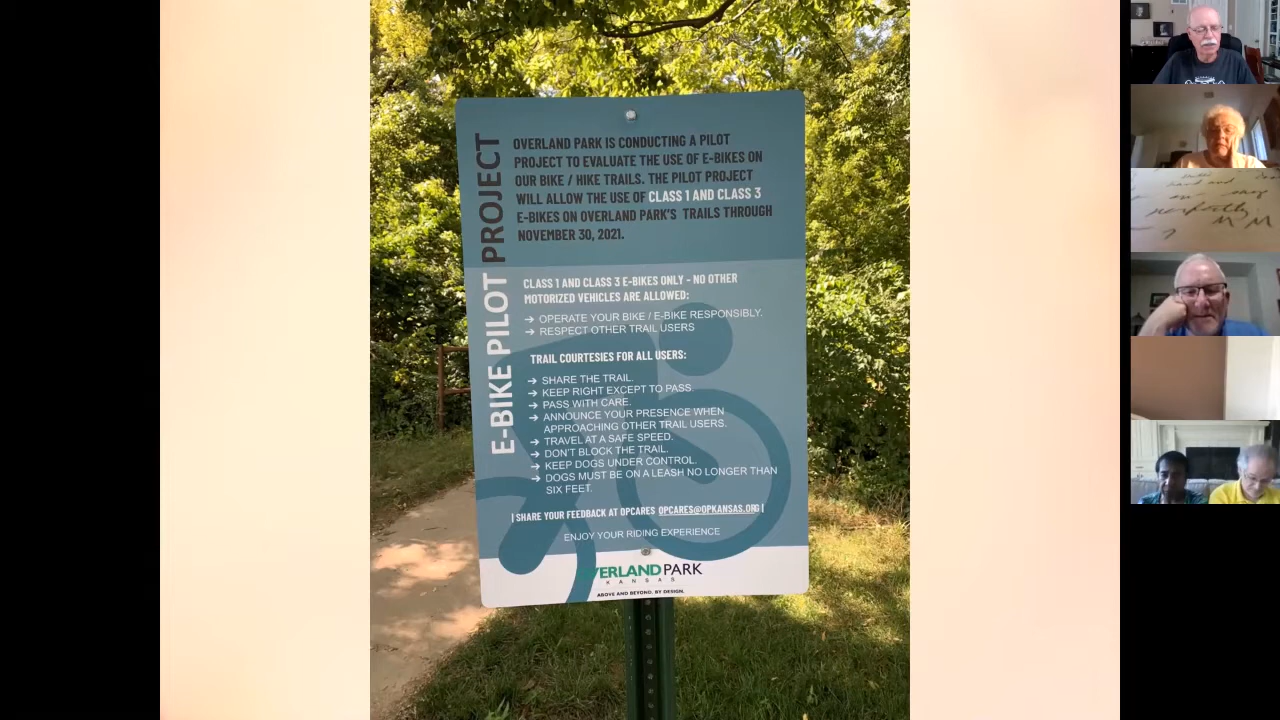 E-BIKE PILOT PROJECT
OVERLAND PARK IS CONDUCTING A PILOT
PROJECT TO EVALUATE THE USE OF E-BIKES ON
OUR BIKE / HIKE TRAILS. THE PILOT PROJECT
WILL ALLOW THE USE OF CLASS 1 AND CLASS 3
E-BIKES ON OVERLAND PARK'S TRAILS THROUGH
NOVEMBER 30, 2021.
CLASS 1 AND CLASS 3 E-BIKES ONLY - NO OTHER
MOTORIZED VEHICLES ARE ALLOWED:
→ OPERATE YOUR BIKE / E-BIKE RESPONSIBLY.
→ RESPECT OTHER TRAIL USERS
TRAIL COURTESIES FOR ALL USERS:
→ SHARE THE TRAIL.
→ KEEP RIGHT EXCEPT TO PASS.
→ PASS WITH CARE.
→ ANNOUNCE YOUR PRESENCE WHEN
APPROACHING OTHER TRAIL USERS.
→ TRAVEL AT A SAFE SPEED.
→ DON'T BLOCK THE TRAIL.
→ KEEP DOGS UNDER CONTROL.
→ DOGS MUST BE ON A LEASH NO LONGER THAN
SIX FEET.
| SHARE YOUR FEEDBACK AT OPCARES OPCARES@OPKANSAS.ORG |
ENJOY YOUR RIDING EXPERIENCE
OVERLAND PARK
KANSAS
ABOVE AND BEYOND. BY DESIGN.